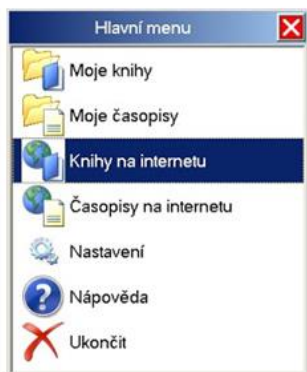 Hlavní menu
Moje knihy
Moje časopisy
Knihy na internetu
Časopisy na internetu
Nastavení
Nápověda
Ukončit